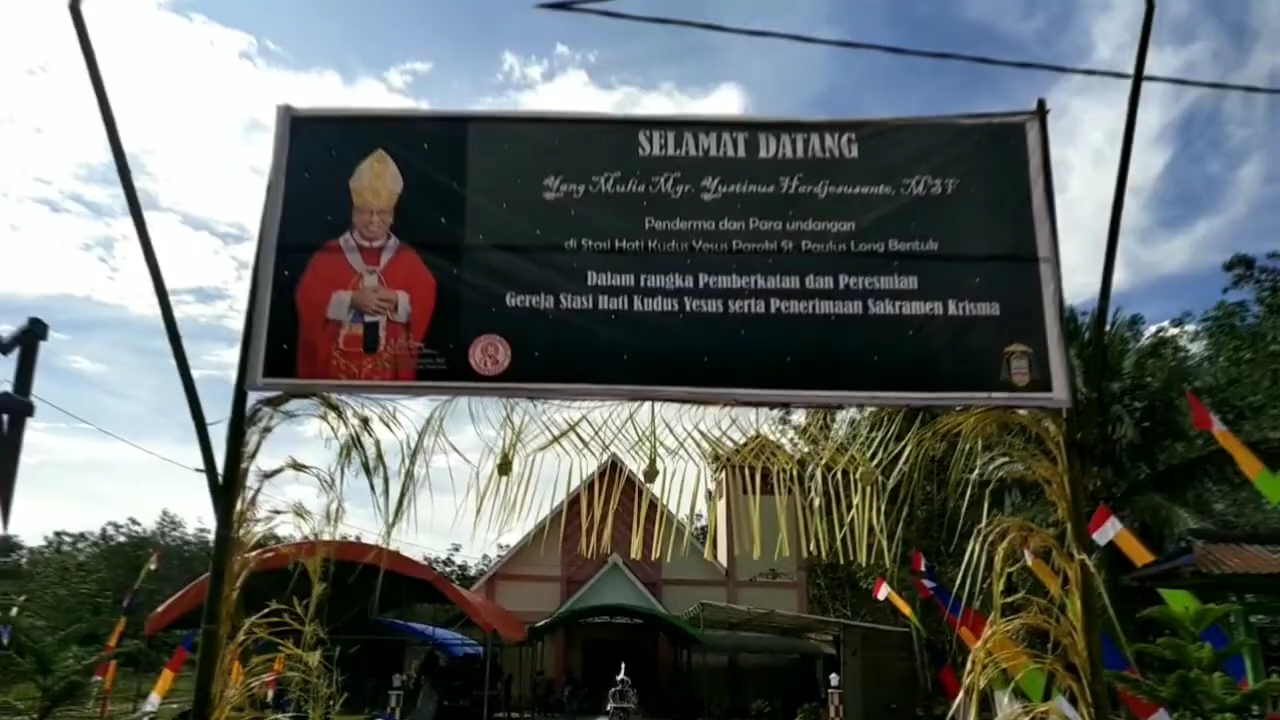 SELAMAT DATANG
Yang Mulia Mgr. Yustinus Hardjosusanto, MSF
Penderma dan Para undangan
di Stasi Hati Kudus Yesus Paroki St. Paulus Long Bentuk
Dalam rangka Pemberkatan dan Peresmian
Gereja Stasi Hati Kudus Yesus serta Penerimaan Sakramen Krisma